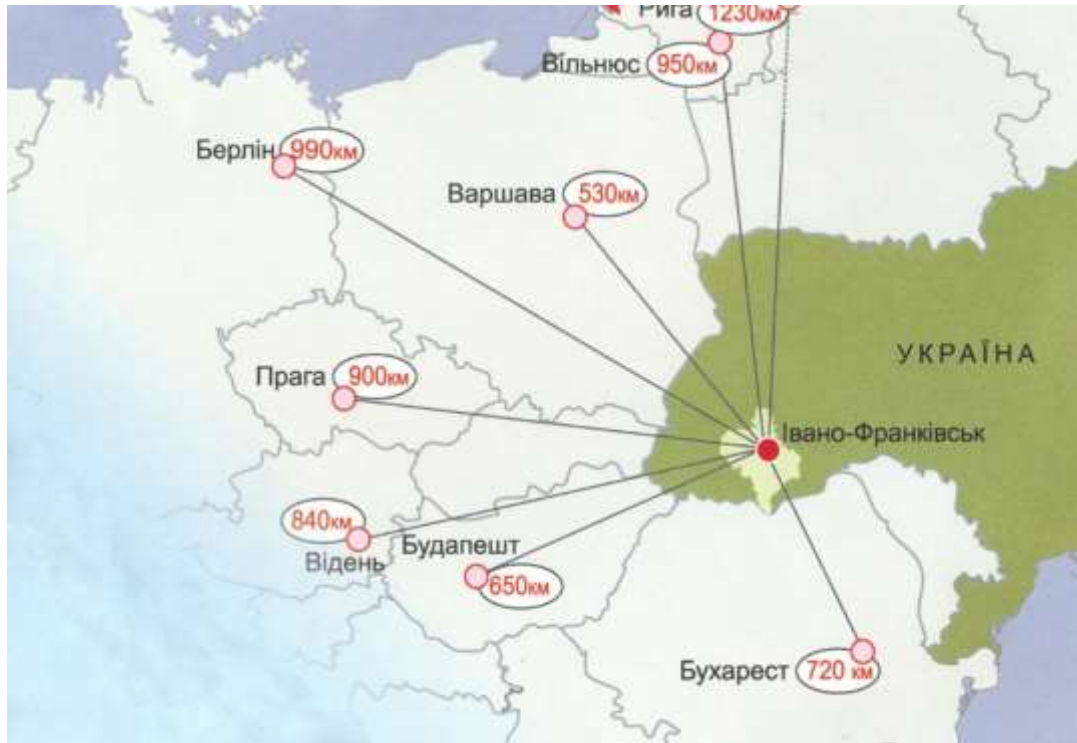 Рига 1230км
Вільнюс 950км
Берлін 990км
Варшава 530км
УКРАЇНА
Прага 900км
Івано-Франківськ
840км
Відень
Будапешт
650км
Бухарест 720 км